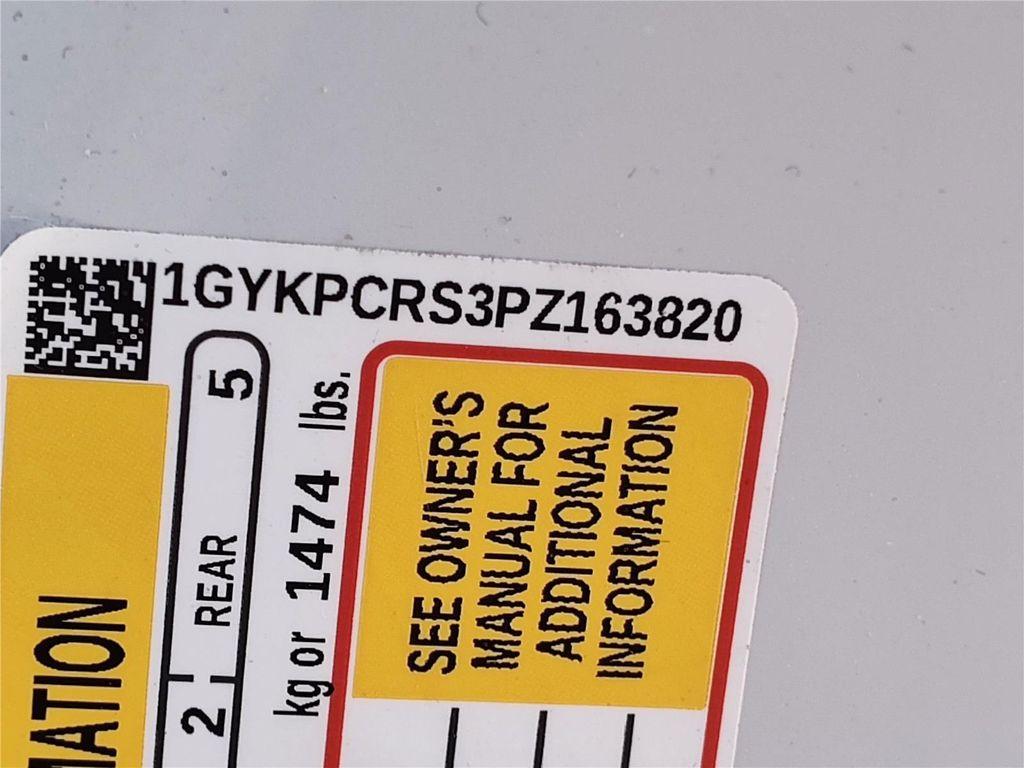 1GYKPCRS3PZ163820
MATION
2 REAR 5
kg or 1474 lbs.
SEE OWNER'S
MANUAL FOR
ADDITIONAL
INFORMATION